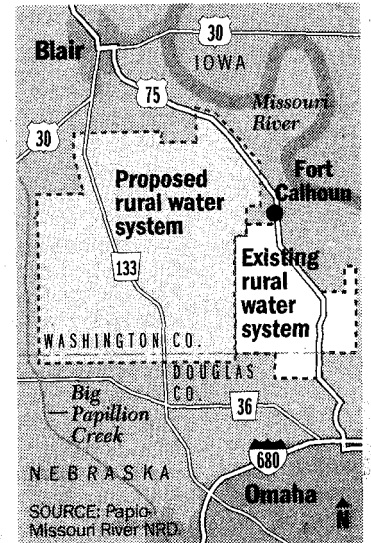 30
Blair
IOWA
75
Missouri
River
30
Fort
Calhoun
Proposed
rural water
system
Existing
rural
water
system
133
WASHINGTON CO.
DOUGLAS
CO.
Big
Papillion
Creek
36
680
NEBRASKA
Omaha
SOURCE: Papio-
Missouri River NRD
N